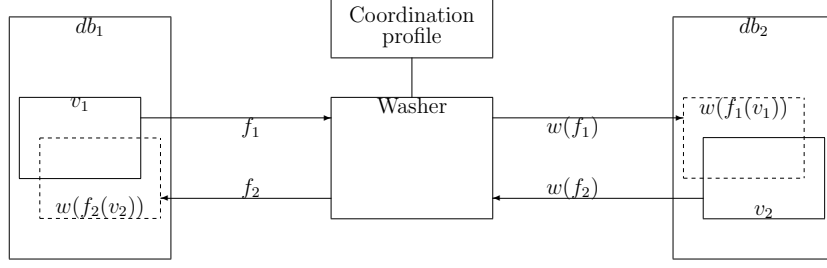 Coordination
profile
db₁
db₂
v₁
Washer
w(f₁(v₁))
f₁
w(f₁)
f₂
w(f₂)
w(f₂(v₂))
v₂